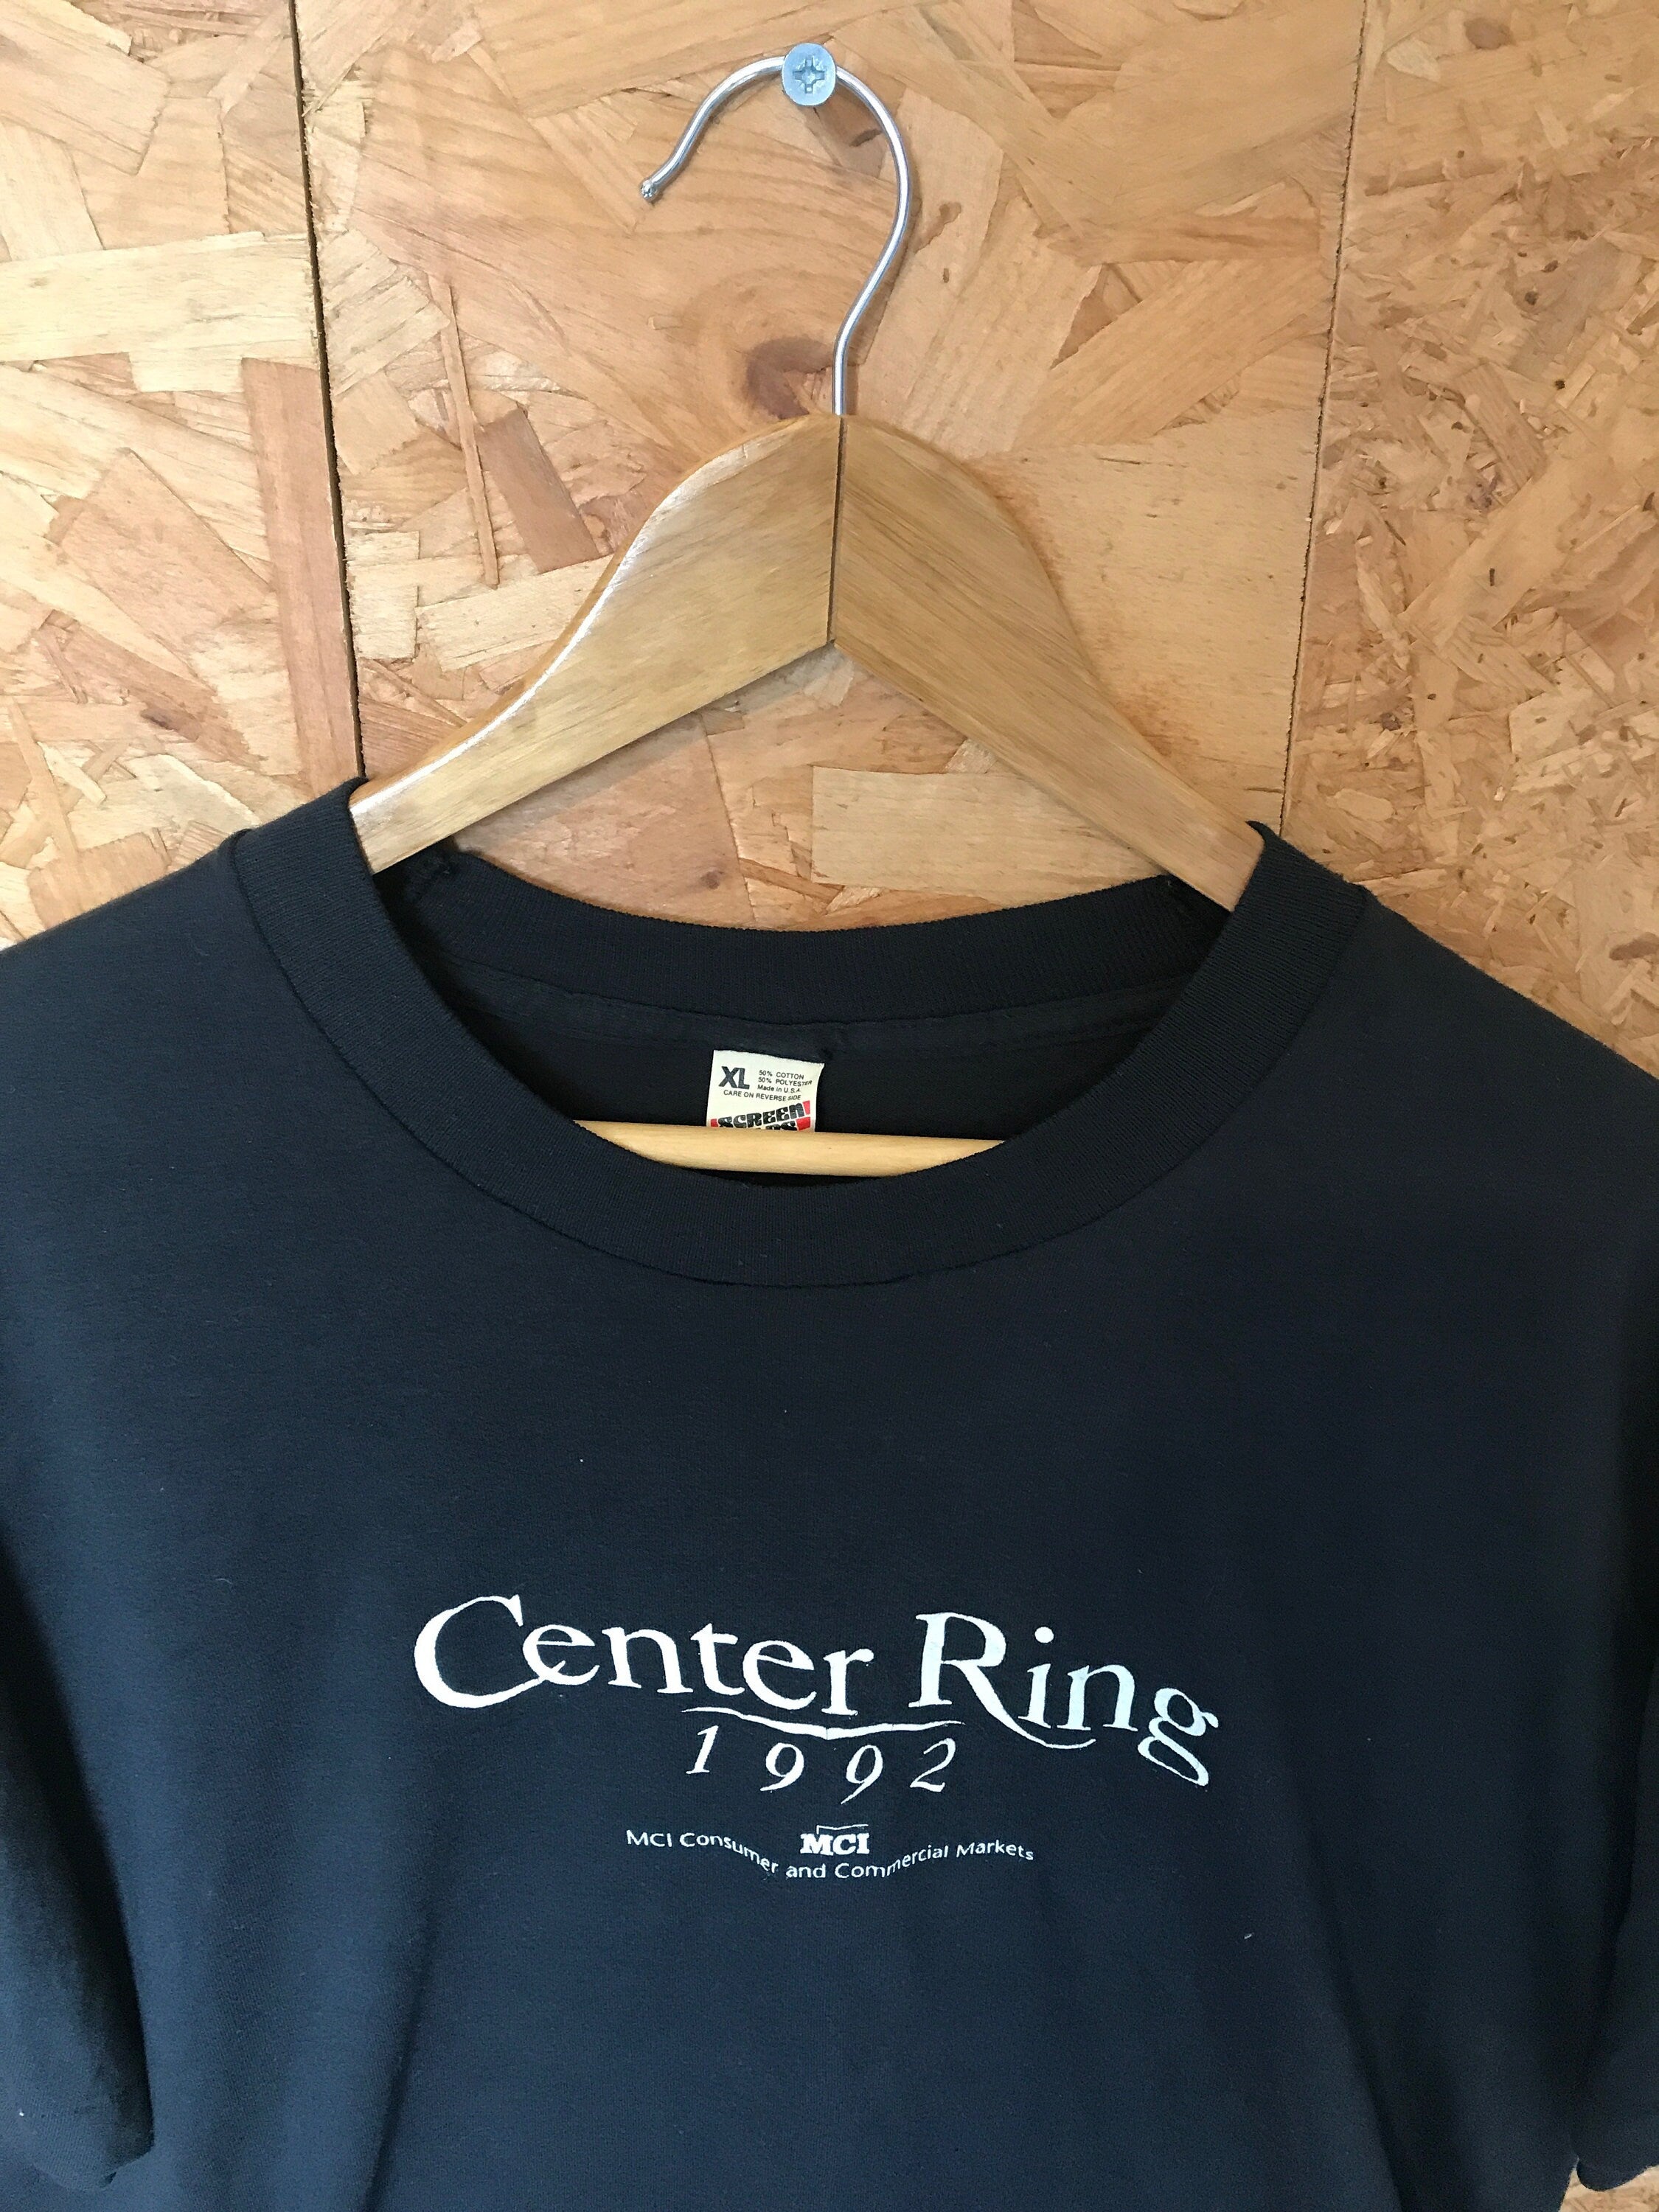 XL
50% COTTON
50% POLYESTER
Made in U.S.A.
CARE ON REVERSE SIDE
SCREEN
Center Ring
1992
MCI
MCI Consumer and Commercial Markets